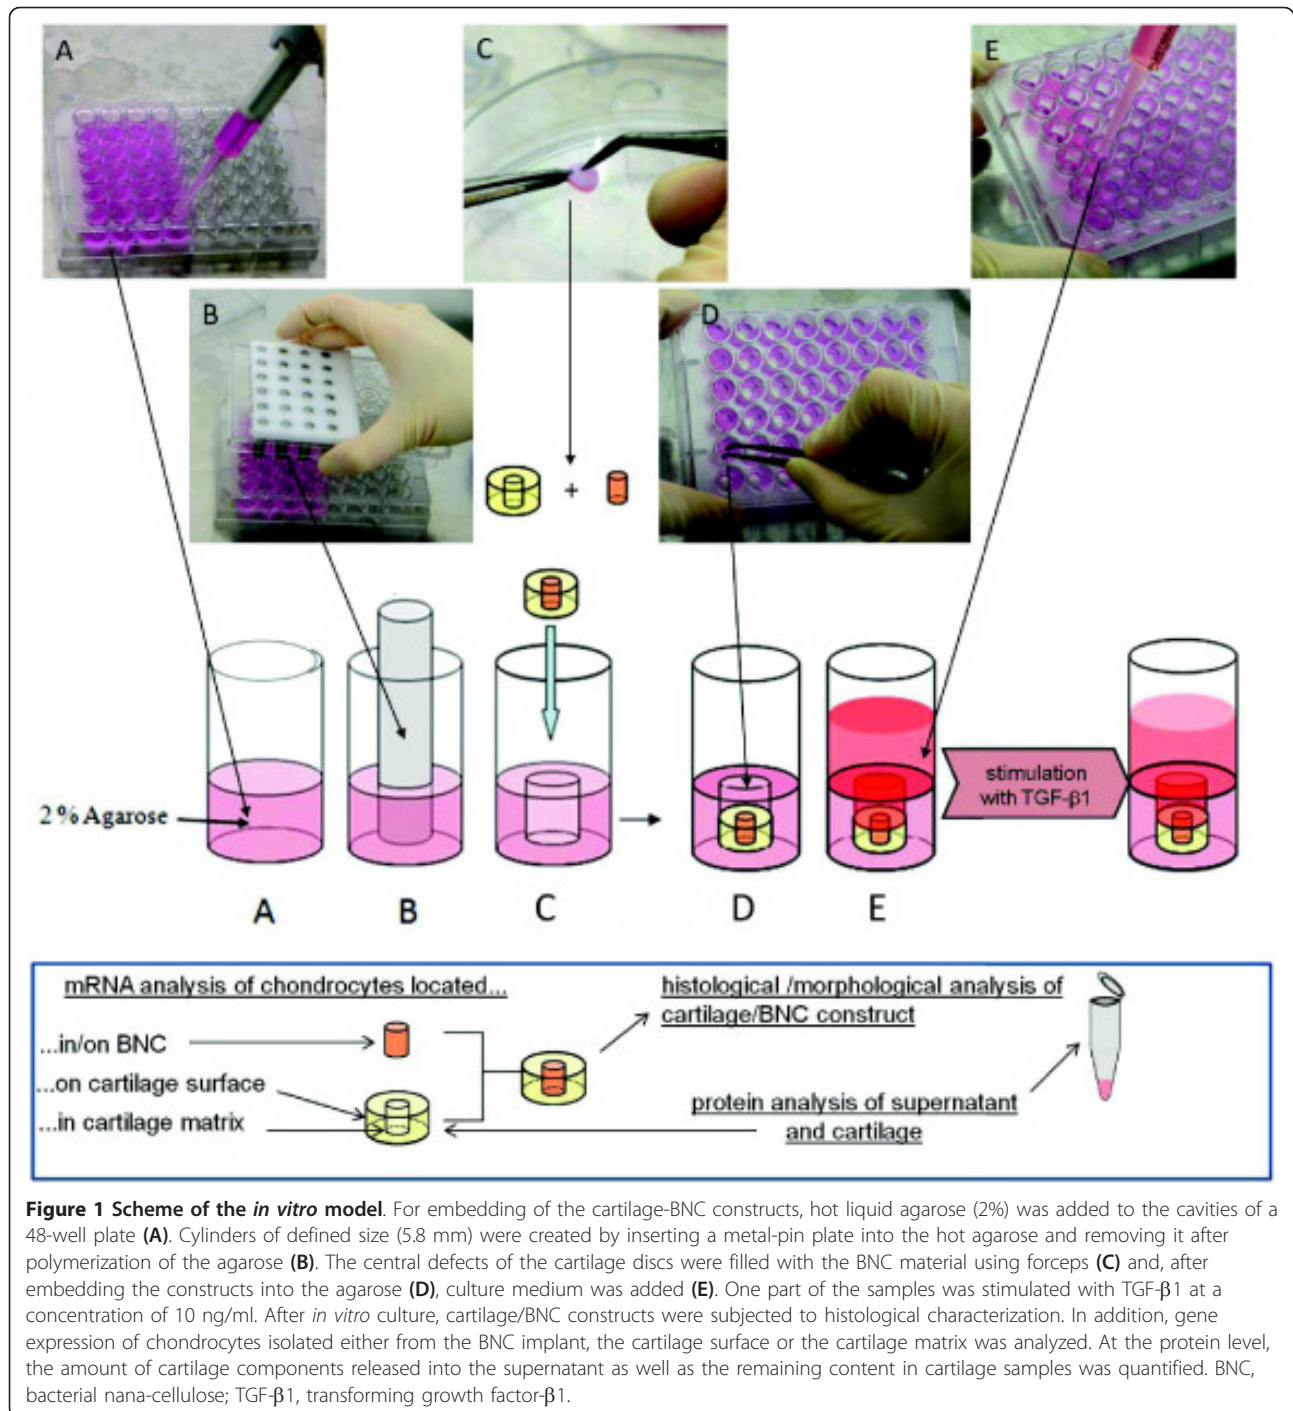 A
C
E
B
D
+
2 % Agarose
stimulation
with TGF-β1
A
B
C
D
E
mRNA analysis of chondrocytes located...
...in/on BNC
...on cartilage surface
...in cartilage matrix
histological /morphological analysis of
cartilage/BNC construct
protein analysis of supernatant
and cartilage
Figure 1 Scheme of the in vitro model. For embedding of the cartilage-BNC constructs, hot liquid agarose (2%) was added to the cavities of a
48-well plate (A). Cylinders of defined size (5.8 mm) were created by inserting a metal-pin plate into the hot agarose and removing it after
polymerization of the agarose (B). The central defects of the cartilage discs were filled with the BNC material using forceps (C) and, after
embedding the constructs into the agarose (D), culture medium was added (E). One part of the samples was stimulated with TGF-β1 at a
concentration of 10 ng/ml. After in vitro culture, cartilage/BNC constructs were subjected to histological characterization. In addition, gene
expression of chondrocytes isolated either from the BNC implant, the cartilage surface or the cartilage matrix was analyzed. At the protein level,
the amount of cartilage components released into the supernatant as well as the remaining content in cartilage samples was quantified. BNC,
bacterial nana-cellulose; TGF-β1, transforming growth factor-β1.